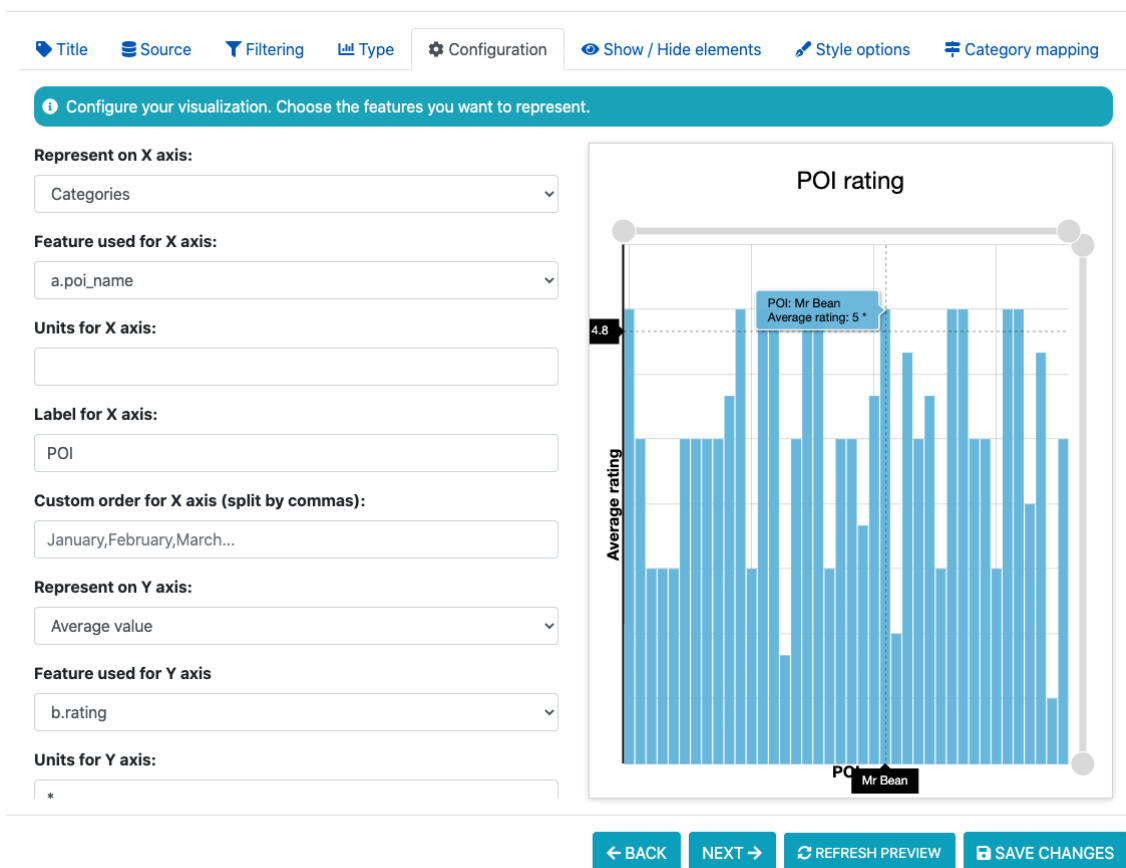 Title
Source
Filtering
Type
Configuration
Show / Hide elements
Style options
Category mapping
Configure your visualization. Choose the features you want to represent.
Represent on X axis:
Categories
Feature used for X axis:
a.poi_name
Units for X axis:
Label for X axis:
POI
Custom order for X axis (split by commas):
January,February,March...
Represent on Y axis:
Average value
Feature used for Y axis
b.rating
Units for Y axis:
*
POI rating
POI: Mr Bean
Average rating: 5 *
4.8
Average rating
Mr Bean
BACK
NEXT
REFRESH PREVIEW
SAVE CHANGES